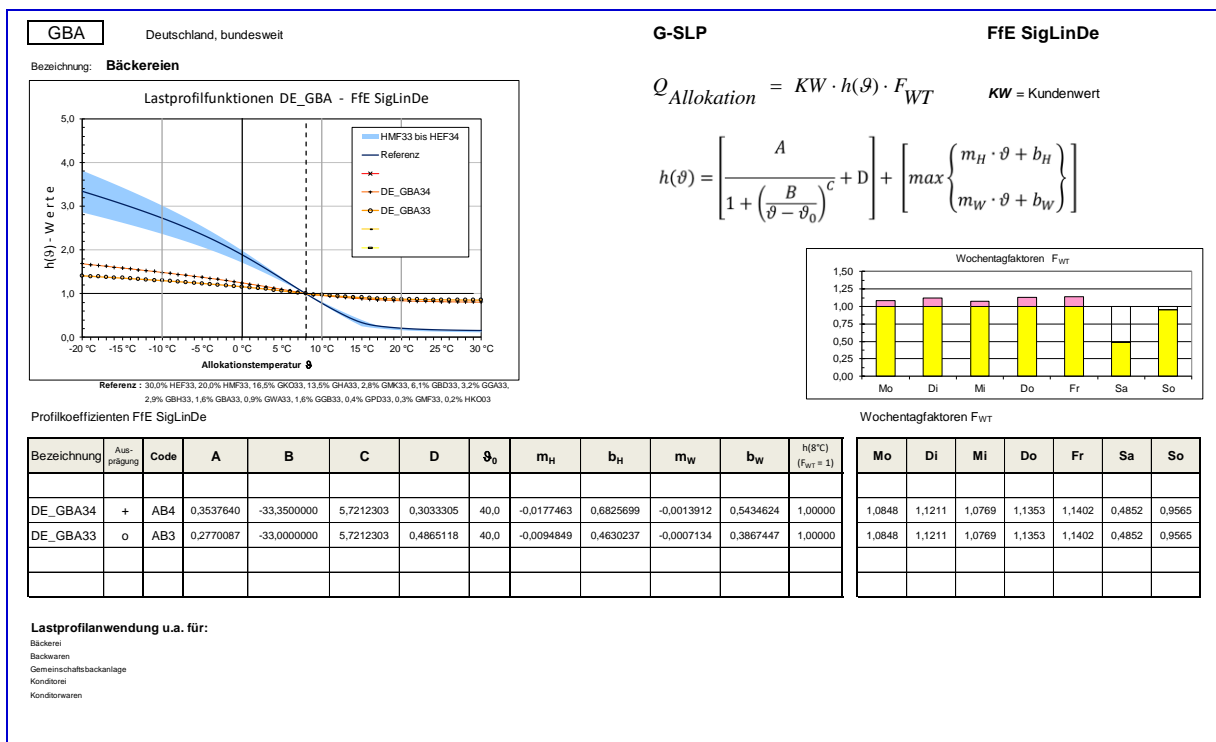 GBA
Deutschland, bundesweit
G-SLP
FfE SigLinDe
Bezeichnung: Bäckereien
Lastprofilfunktionen DE_GBA - FfE SigLinDe
h(ϑ) - Werte
5,0
4,0
3,0
2,0
1,0
0,0
-20 °C -15 °C -10 °C -5 °C 0 °C 5 °C 10 °C 15 °C 20 °C 25 °C 30 °C
Allokationstemperatur ϑ
HMF33 bis HEF34
Referenz
DE_GBA34
DE_GBA33
Referenz : 30,0% HEF33, 20,0% HMF33, 16,5% GKO33, 13,5% GHA33, 2,8% GMK33, 6,1% GBD33, 3,2% GGA33,
2,9% GBH33, 1,6% GBA33, 0,9% GWA33, 1,6% GGB33, 0,4% GPD33, 0,3% GMF33, 0,2% HKO03
Q Allokation = KW · h(ϑ) · F WT
KW = Kundenwert
h(ϑ) = [ A / (1 + (B / (ϑ − ϑ₀))^C) + D ] + [ max { m_H · ϑ + b_H ; m_W · ϑ + b_W } ]
Wochentagfaktoren F WT
1,50
1,25
1,00
0,75
0,50
0,25
0,00
Mo Di Mi Do Fr Sa So
Profilkoeffizienten FfE SigLinDe
Wochentagfaktoren F WT
Bezeichnung Aus-prägung Code A B C D ϑ₀ m_H b_H m_W b_W h(8°C) (F WT = 1) Mo Di Mi Do Fr Sa So
DE_GBA34 + AB4 0,3537640 -33,3500000 5,7212303 0,3033305 40,0 -0,0177463 0,6825699 -0,0013912 0,5434624 1,00000 1,0848 1,1211 1,0769 1,1353 1,1402 0,4852 0,9565
DE_GBA33 o AB3 0,2770087 -33,0000000 5,7212303 0,4865118 40,0 -0,0094849 0,4630237 -0,0007134 0,3867447 1,00000 1,0848 1,1211 1,0769 1,1353 1,1402 0,4852 0,9565
Lastprofilanwendung u.a. für:
Bäckerei
Backwaren
Gemeinschaftsbackanlage
Konditorei
Konditorwaren